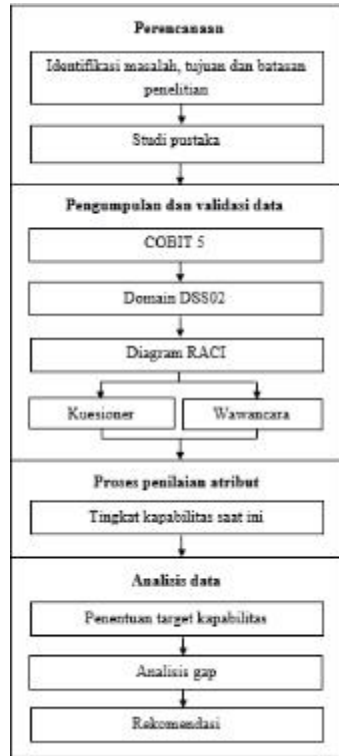 Perencanaan
Identifikasi masalah, tujuan dan batasan
penelitian
Studi pustaka
Pengumpulan dan validasi data
COBIT 5
Domain DSS02
Diagram RACI
Kuesioner
Wawancara
Proses penilaian atribut
Tingkat kapabilitas saat ini
Analisis data
Penentuan target kapabilitas
Analisis gap
Rekomendasi